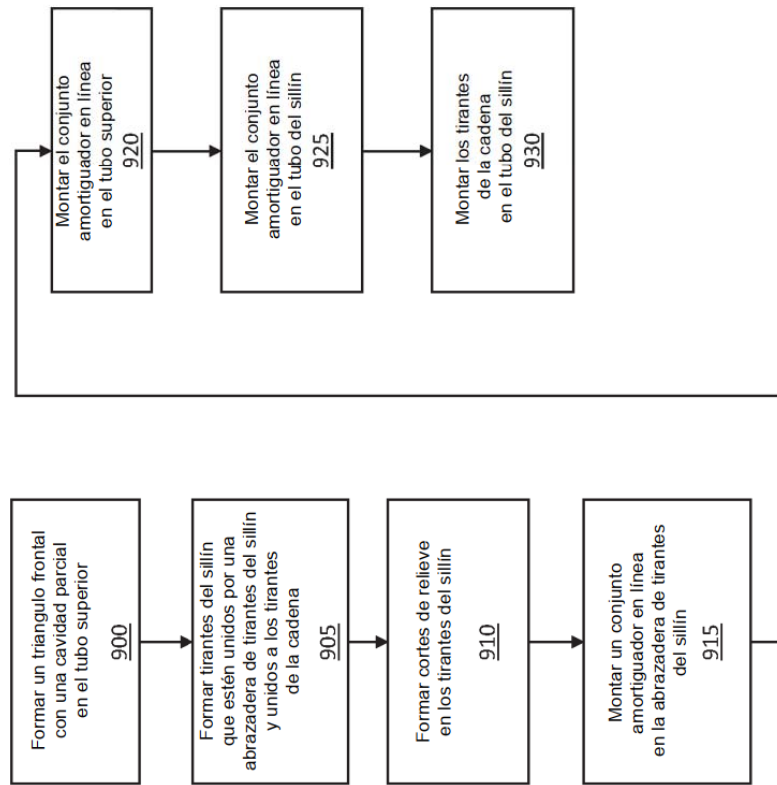 Formar un triangulo frontal
con una cavidad parcial
en el tubo superior
900
Formar tirantes del sillín
que estén unidos por una
abrazadera de tirantes del sillín
y unidos a los tirantes
de la cadena
905
Formar cortes de relieve
en los tirantes del sillín
910
Montar un conjunto
amortiguador en línea
en la abrazadera de tirantes
del sillín
915
Montar el conjunto
amortiguador en línea
en el tubo superior
920
Montar el conjunto
amortiguador en línea
en el tubo del sillín
925
Montar los tirantes
de la cadena
en el tubo del sillín
930